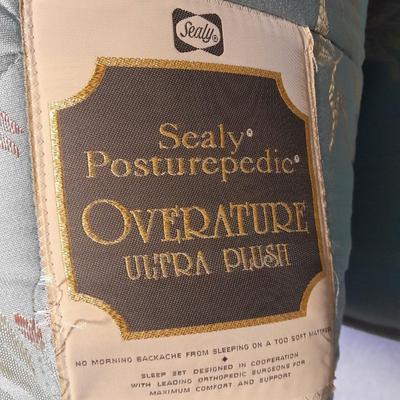 Sealy®
Sealy®
Posturepedic®
OVERATURE
ULTRA PLUSH
NO MORNING BACKACHE FROM SLEEPING ON A TOO SOFT
SLEEP SET DESIGNED IN COOPERATION
WITH LEADING ORTHOPEDIC SURGEONS FOR
MAXIMUM COMFORT AND SUPPORT